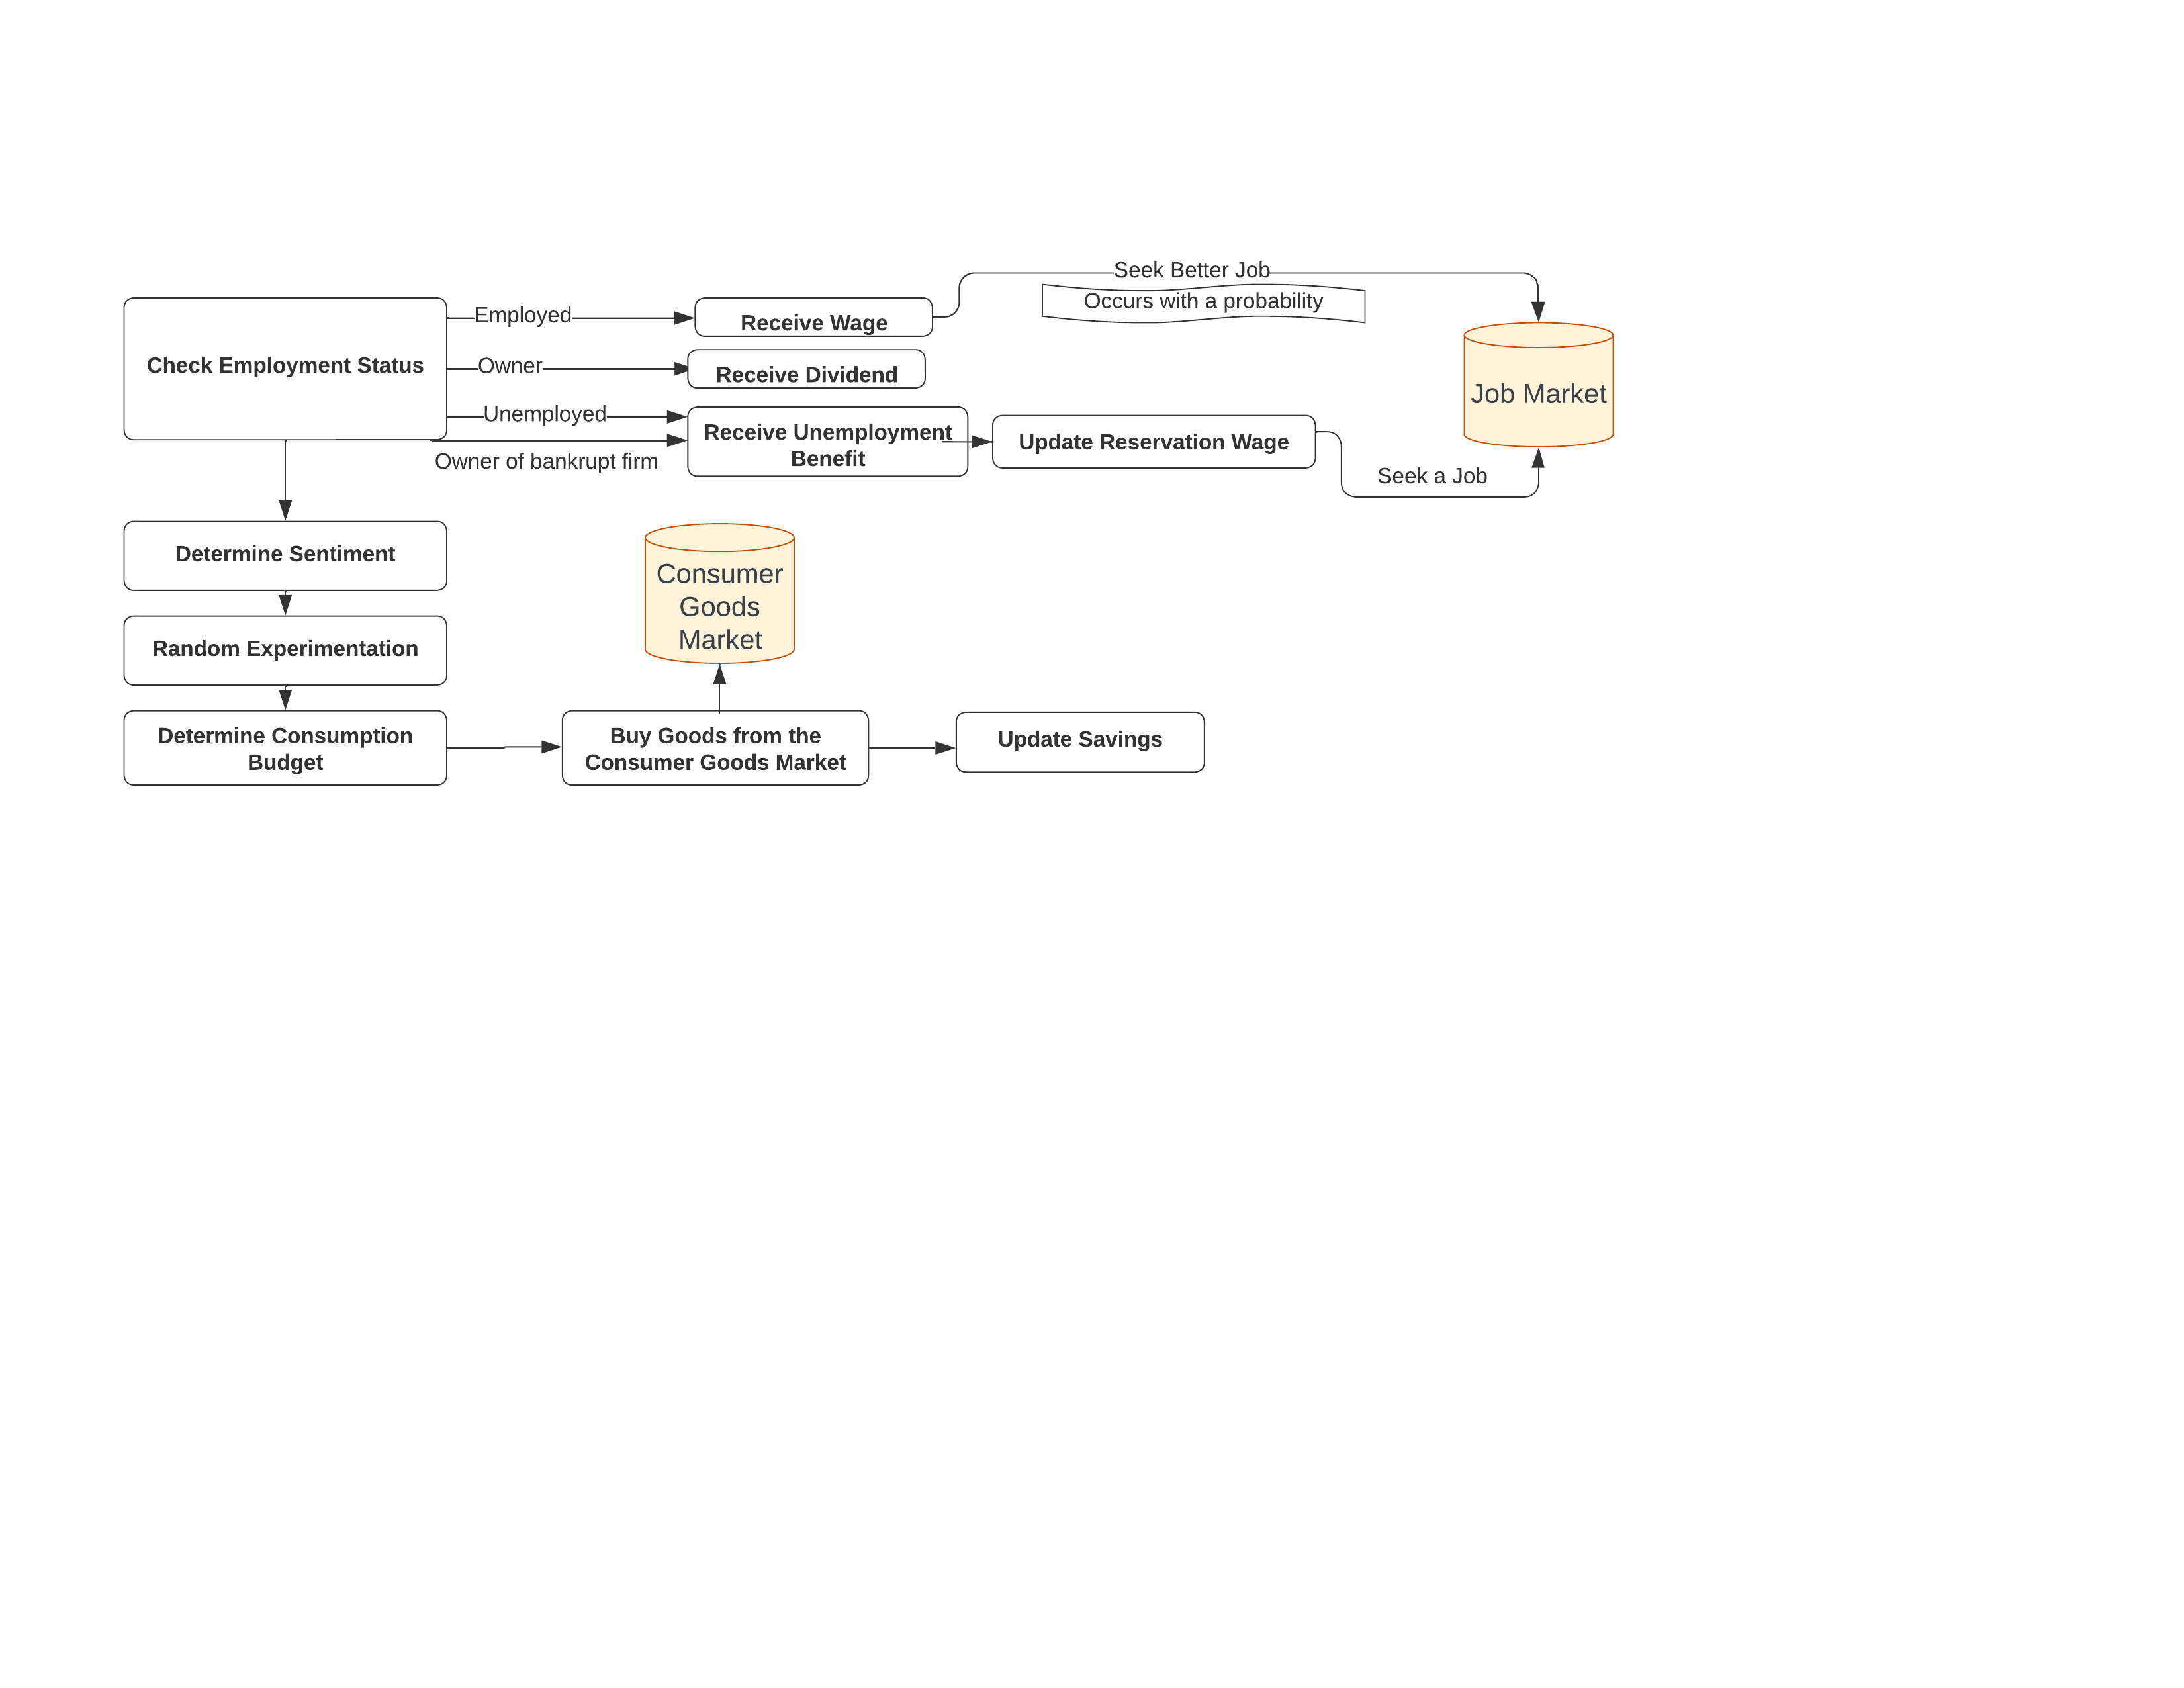 Seek Better Job
Occurs with a probability
Employed
Receive Wage
Check Employment Status
Owner
Receive Dividend
Job Market
Unemployed
Receive Unemployment
Benefit
Update Reservation Wage
Owner of bankrupt firm
Seek a Job
Determine Sentiment
Consumer
Goods
Market
Random Experimentation
Determine Consumption
Budget
Buy Goods from the
Consumer Goods Market
Update Savings